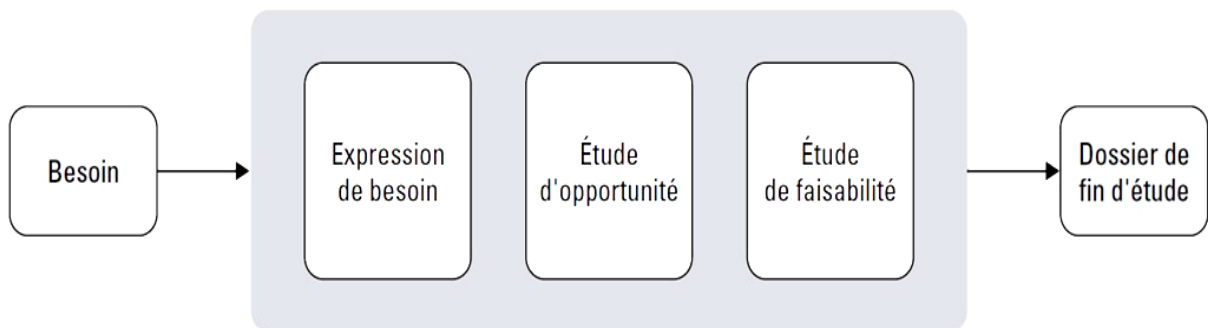 Besoin
Expression
de besoin
Étude
d'opportunité
Étude
de faisabilité
Dossier de
fin d'étude